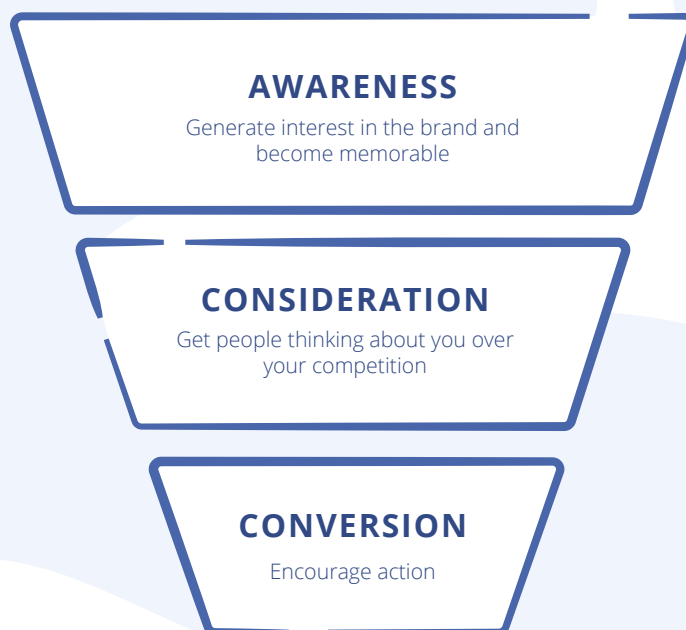 AWARENESS
Generate interest in the brand and
become memorable
CONSIDERATION
Get people thinking about you over
your competition
CONVERSION
Encourage action